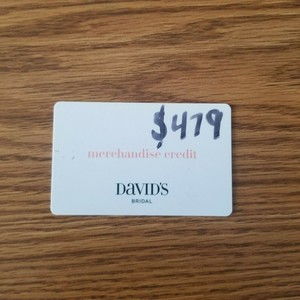 $479
merchandise credit
DAVID'S
BRIDAL